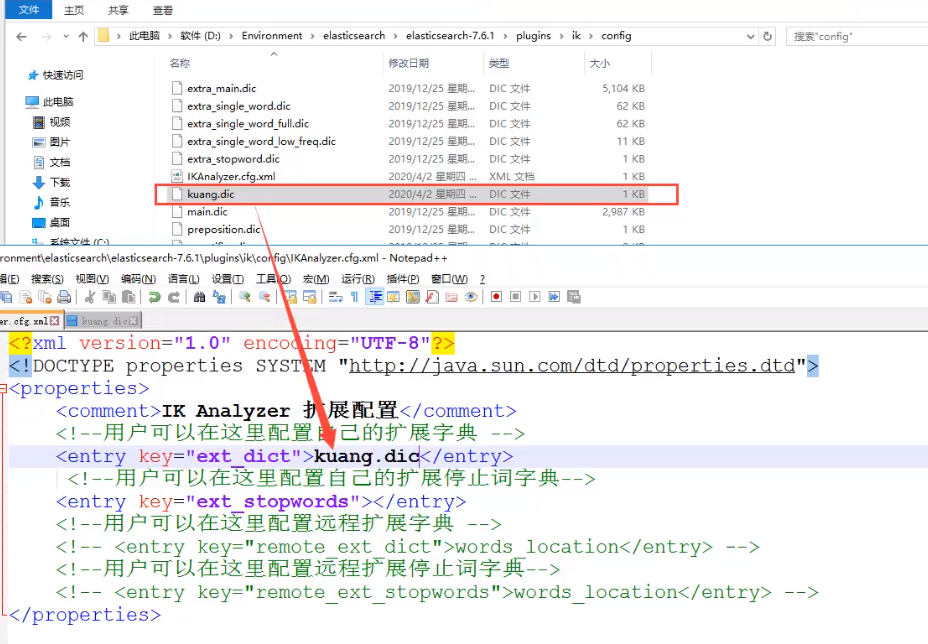 文件 主页 共享 查看
此电脑 > 软件 (D:) > Environment > elasticsearch > elasticsearch-7.6.1 > plugins > ik > config 搜索"config"
名称 修改日期 类型 大小
快速访问
此电脑
视频
图片
文档
下载
音乐
桌面
系统文件 (C:)
extra_main.dic 2019/12/25 星期... DIC 文件 5,104 KB
extra_single_word.dic 2019/12/25 星期... DIC 文件 62 KB
extra_single_word_full.dic 2019/12/25 星期... DIC 文件 62 KB
extra_single_word_low_freq.dic 2019/12/25 星期... DIC 文件 11 KB
extra_stopword.dic 2019/12/25 星期... DIC 文件 1 KB
IKAnalyzer.cfg.xml 2020/4/2 星期四 ... XML 文档 1 KB
kuang.dic 2020/4/2 星期四 ... DIC 文件 1 KB
main.dic 2019/12/25 星期... DIC 文件 2,987 KB
preposition.dic 2019/12/25 星期... DIC 文件 1 KB
ronment\elasticsearch\elasticsearch-7.6.1\plugins\ik\config\IKAnalyzer.cfg.xml - Notepad++
辑(E) 搜索(S) 视图(V) 编码(N) 语言(L) 设置(T) 工具(O) 宏(M) 运行(R) 插件(P) 窗口(W) ?
er.cfg.xml kuang.dic
<?xml version="1.0" encoding="UTF-8"?>
<!DOCTYPE properties SYSTEM "http://java.sun.com/dtd/properties.dtd">
<properties>
<comment>IK Analyzer 扩展配置</comment>
<!--用户可以在这里配置自己的扩展字典 -->
<entry key="ext_dict">kuang.dic</entry>
<!--用户可以在这里配置自己的扩展停止词字典-->
<entry key="ext_stopwords"></entry>
<!--用户可以在这里配置远程扩展字典 -->
<!-- <entry key="remote_ext_dict">words_location</entry> -->
<!--用户可以在这里配置远程扩展停止词字典-->
<!-- <entry key="remote_ext_stopwords">words_location</entry> -->
</properties>